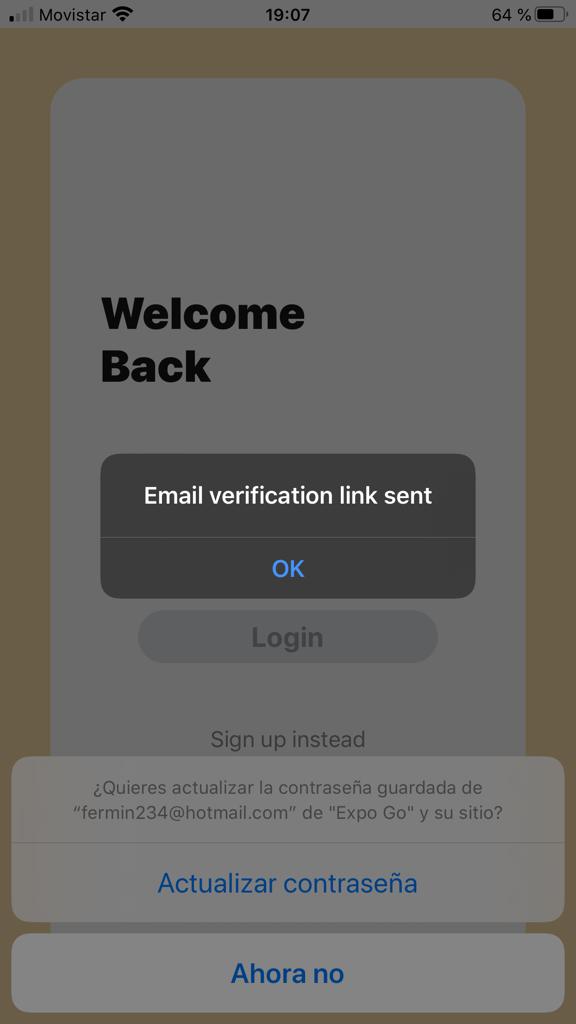 Movistar 19:07 64 %
Welcome
Back
Email verification link sent
OK
Login
Sign up instead
¿Quieres actualizar la contraseña guardada de
“fermin234@hotmail.com” de "Expo Go" y su sitio?
Actualizar contraseña
Ahora no